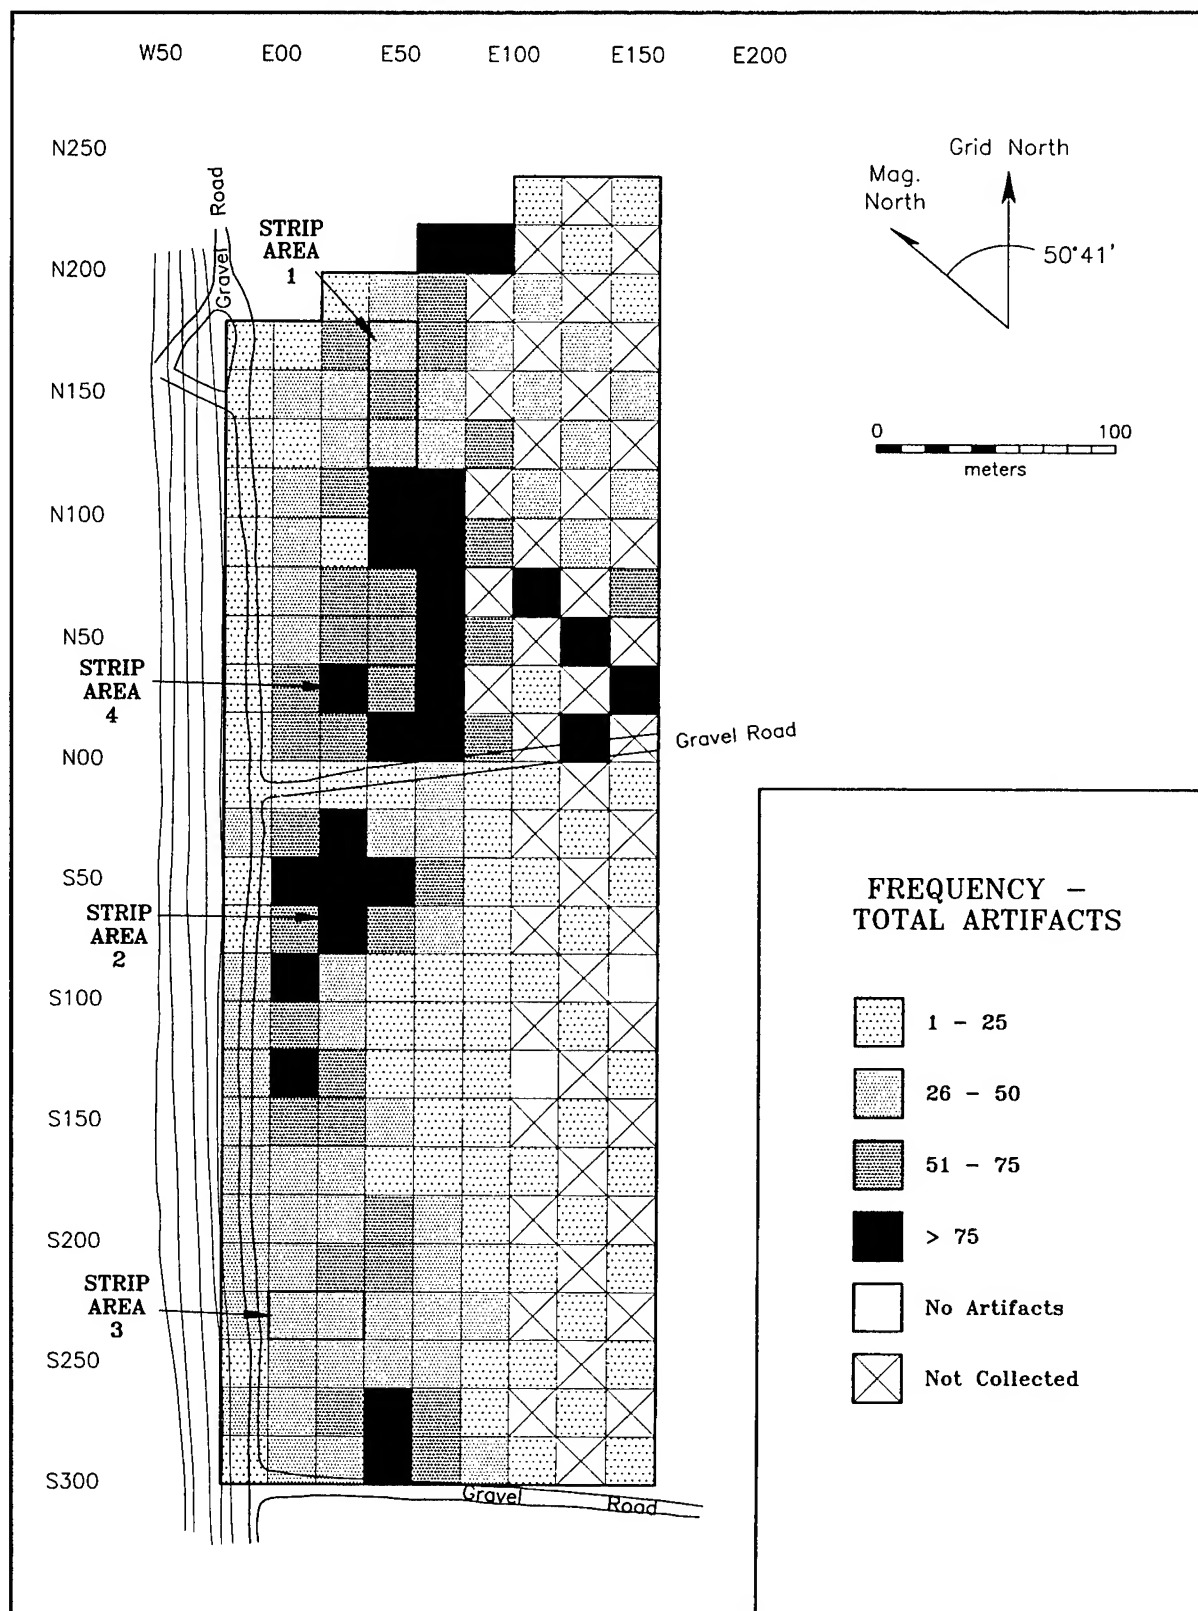 W50 E00 E50 E100 E150 E200
N250
Grid North
Mag.
North
Gravel Road
STRIP
AREA
1
50°41'
N200
Gravel
N150
0 100
meters
N100
N50
STRIP
AREA
4
Gravel Road
N00
S50
FREQUENCY –
TOTAL ARTIFACTS
STRIP
AREA
2
S100
1 – 25
26 – 50
S150
51 – 75
S200
> 75
STRIP
AREA
3
No Artifacts
S250
Not Collected
S300
Gravel Road